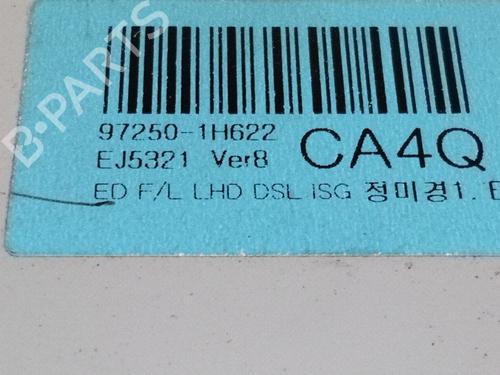 B·PARTS
97250-1H622
EJ5321 Ver8 CA4Q
ED F/L LHD DSL ISG 정미경1. E